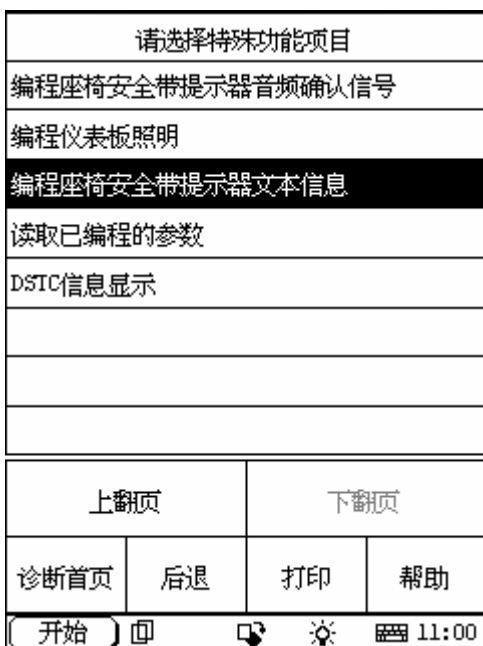 请选择特殊功能项目
编程座椅安全带提示器音频确认信号
编程仪表板照明
编程座椅安全带提示器文本信息
读取已编程的参数
DSTC信息显示
上翻页 下翻页
诊断首页 后退 打印 帮助
开始 11:00